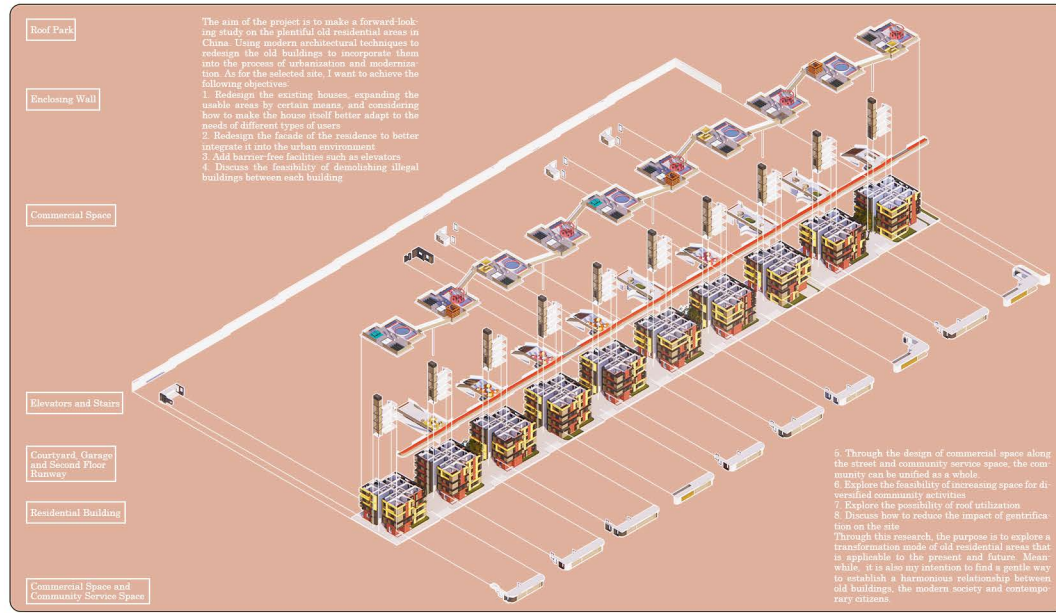 Roof Park
Enclosing Wall
Commercial Space
Elevators and Stairs
Courtyard, Garage
and Second Floor
Runway
Residential Building
Commercial Space and
Community Service Space
The aim of the project is to make a forward-look-
ing study on the plentiful old residential areas in
China. Using modern architectural techniques to
redesign the old buildings to incorporate them
into the process of urbanization and moderniza-
tion. As for the selected site, I want to achieve the
following objectives:
1. Redesign the existing houses, expanding the
usable areas by certain means, and considering
how to make the house itself better adapt to the
needs of different types of users
2. Redesign the facade of the residence to better
integrate it into the urban environment
3. Add barrier-free facilities such as elevators
4. Discuss the feasibility of demolishing illegal
buildings between each building
5. Through the design of commercial space along
the street and community service space, the com-
munity can be unified as a whole.
6. Explore the feasibility of increasing space for di-
versified community activities
7. Explore the possibility of roof utilization
8. Discuss how to reduce the impact of gentrifica-
tion on the site
Through this research, the purpose is to explore a
transformation mode of old residential areas that
is applicable to the present and future. Mean-
while, it is also my intention to find a gentle way
to establish a harmonious relationship between
old buildings, the modern society and contempo-
rary citizens.